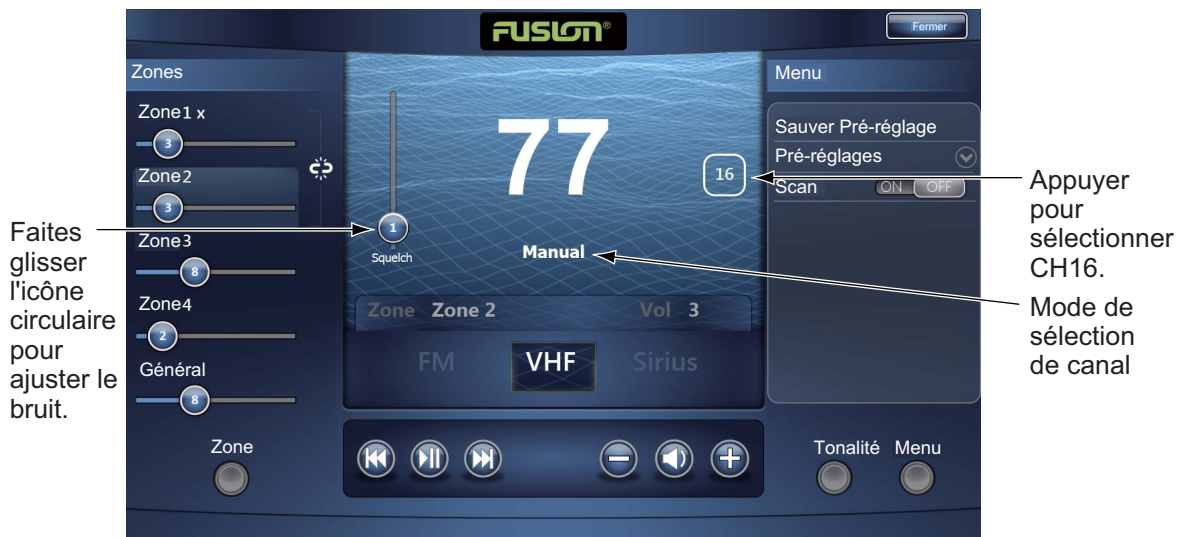 FUSION®
Fermer
Zones
Zone1 x
3
Zone2
3
Zone3
8
Zone4
2
Général
8
Zone
77
16
1
Squelch
Manual
Zone Zone 2 Vol 3
FM VHF Sirius
Menu
Sauver Pré-réglage
Pré-réglages
Scan ON OFF
Tonalité Menu
Faites
glisser
l'icône
circulaire
pour
ajuster le
bruit.
Appuyer
pour
sélectionner
CH16.
Mode de
sélection
de canal